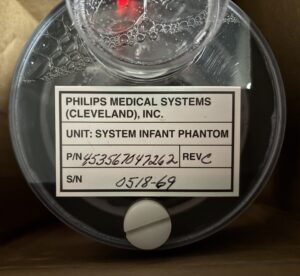 PHILIPS MEDICAL SYSTEMS
(CLEVELAND), INC.
UNIT: SYSTEM INFANT PHANTOM
P/N 453567047262 REV C
S/N 0518-69